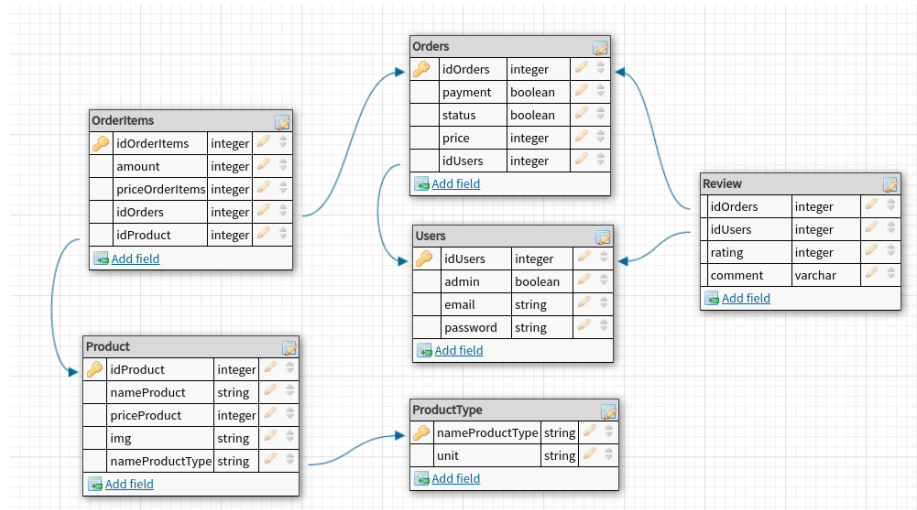 Orders
idOrders integer
payment boolean
status boolean
price integer
idUsers integer
Add field
OrderItems
idOrderItems integer
amount integer
priceOrderItems integer
idOrders integer
idProduct integer
Add field
Review
idOrders integer
idUsers integer
rating integer
comment varchar
Add field
Users
idUsers integer
admin boolean
email string
password string
Add field
Product
idProduct integer
nameProduct string
priceProduct integer
img string
nameProductType string
Add field
ProductType
nameProductType string
unit string
Add field